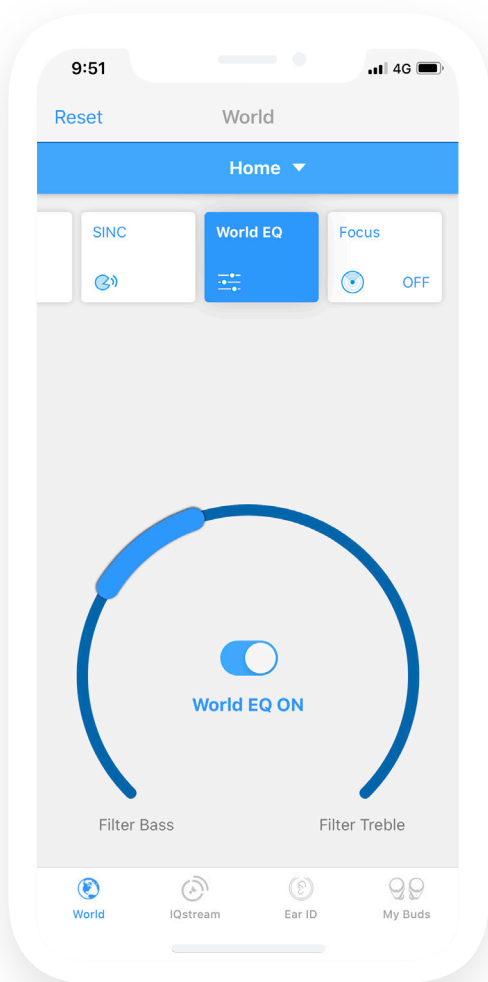 9:51
4G
Reset
World
Home
SINC
World EQ
Focus
OFF
World EQ ON
Filter Bass
Filter Treble
World
IQstream
Ear ID
My Buds